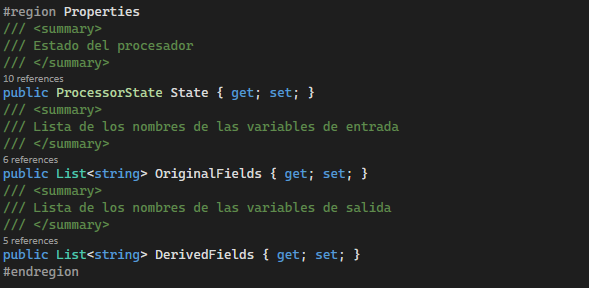 #region Properties
/// <summary>
/// Estado del procesador
/// </summary>
10 references
public ProcessorState State { get; set; }
/// <summary>
/// Lista de los nombres de las variables de entrada
/// </summary>
6 references
public List<string> OriginalFields { get; set; }
/// <summary>
/// Lista de los nombres de las variables de salida
/// </summary>
5 references
public List<string> DerivedFields { get; set; }
#endregion